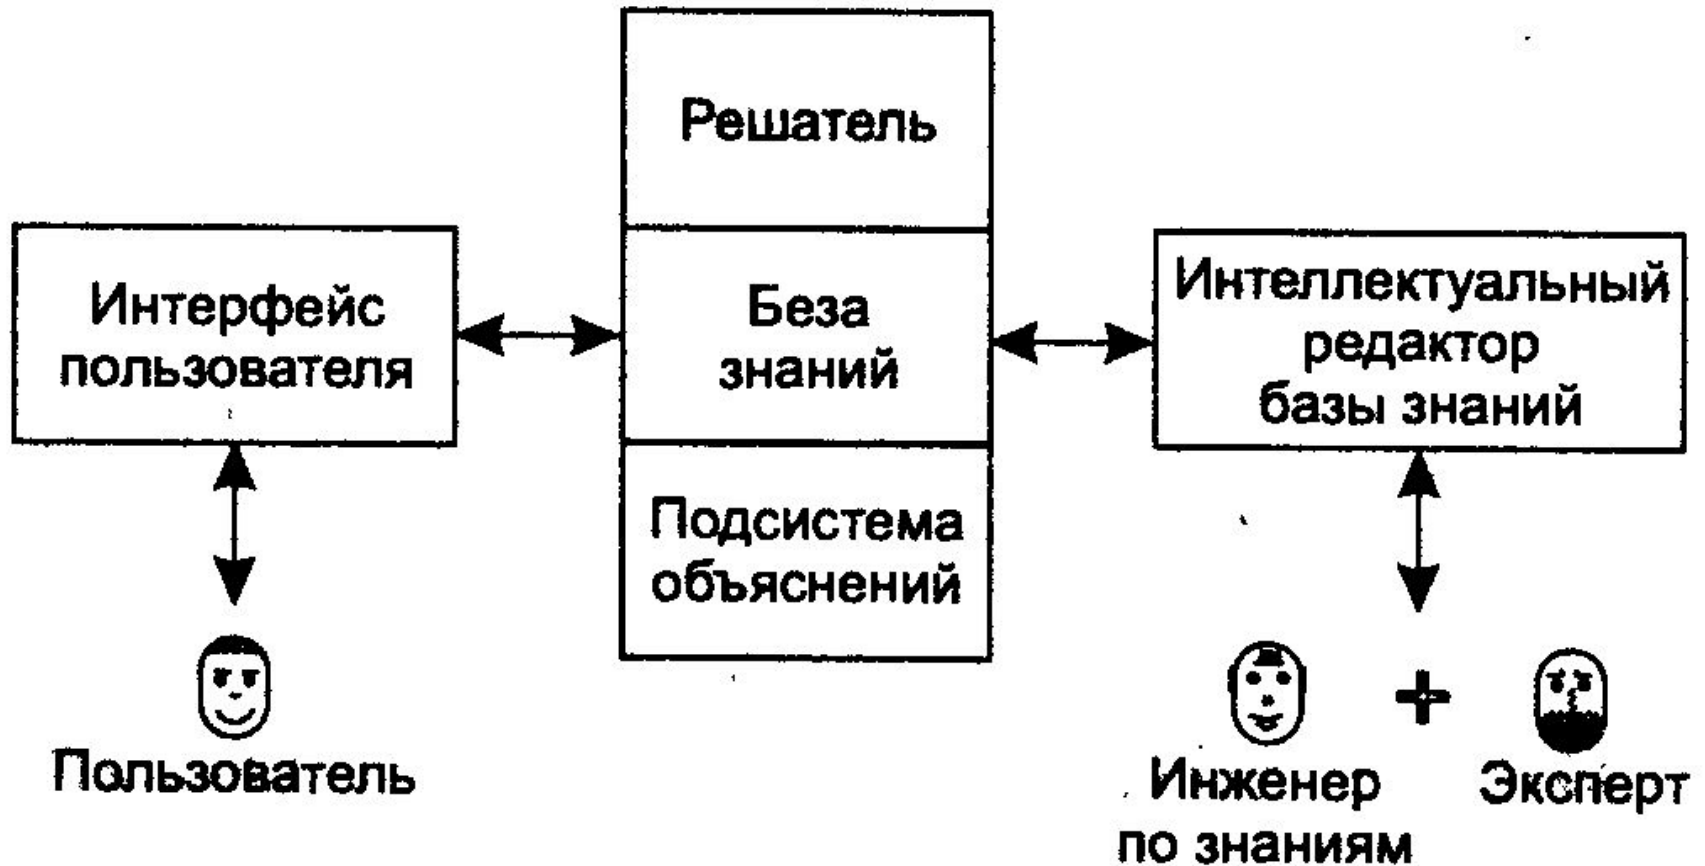 Решатель
Интерфейс
пользователя
Беза
знаний
Интеллектуальный
редактор
базы знаний
Подсистема
объяснений
Пользователь
Инженер
по знаниям
Эксперт